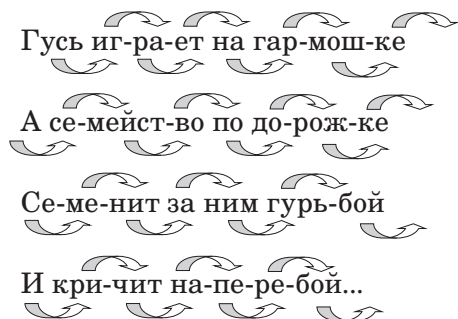 Гусь иг-ра-ет на гар-мош-ке
А се-мейст-во по до-рож-ке
Се-ме-нит за ним гурь-бой
И кри-чит на-пе-ре-бой...